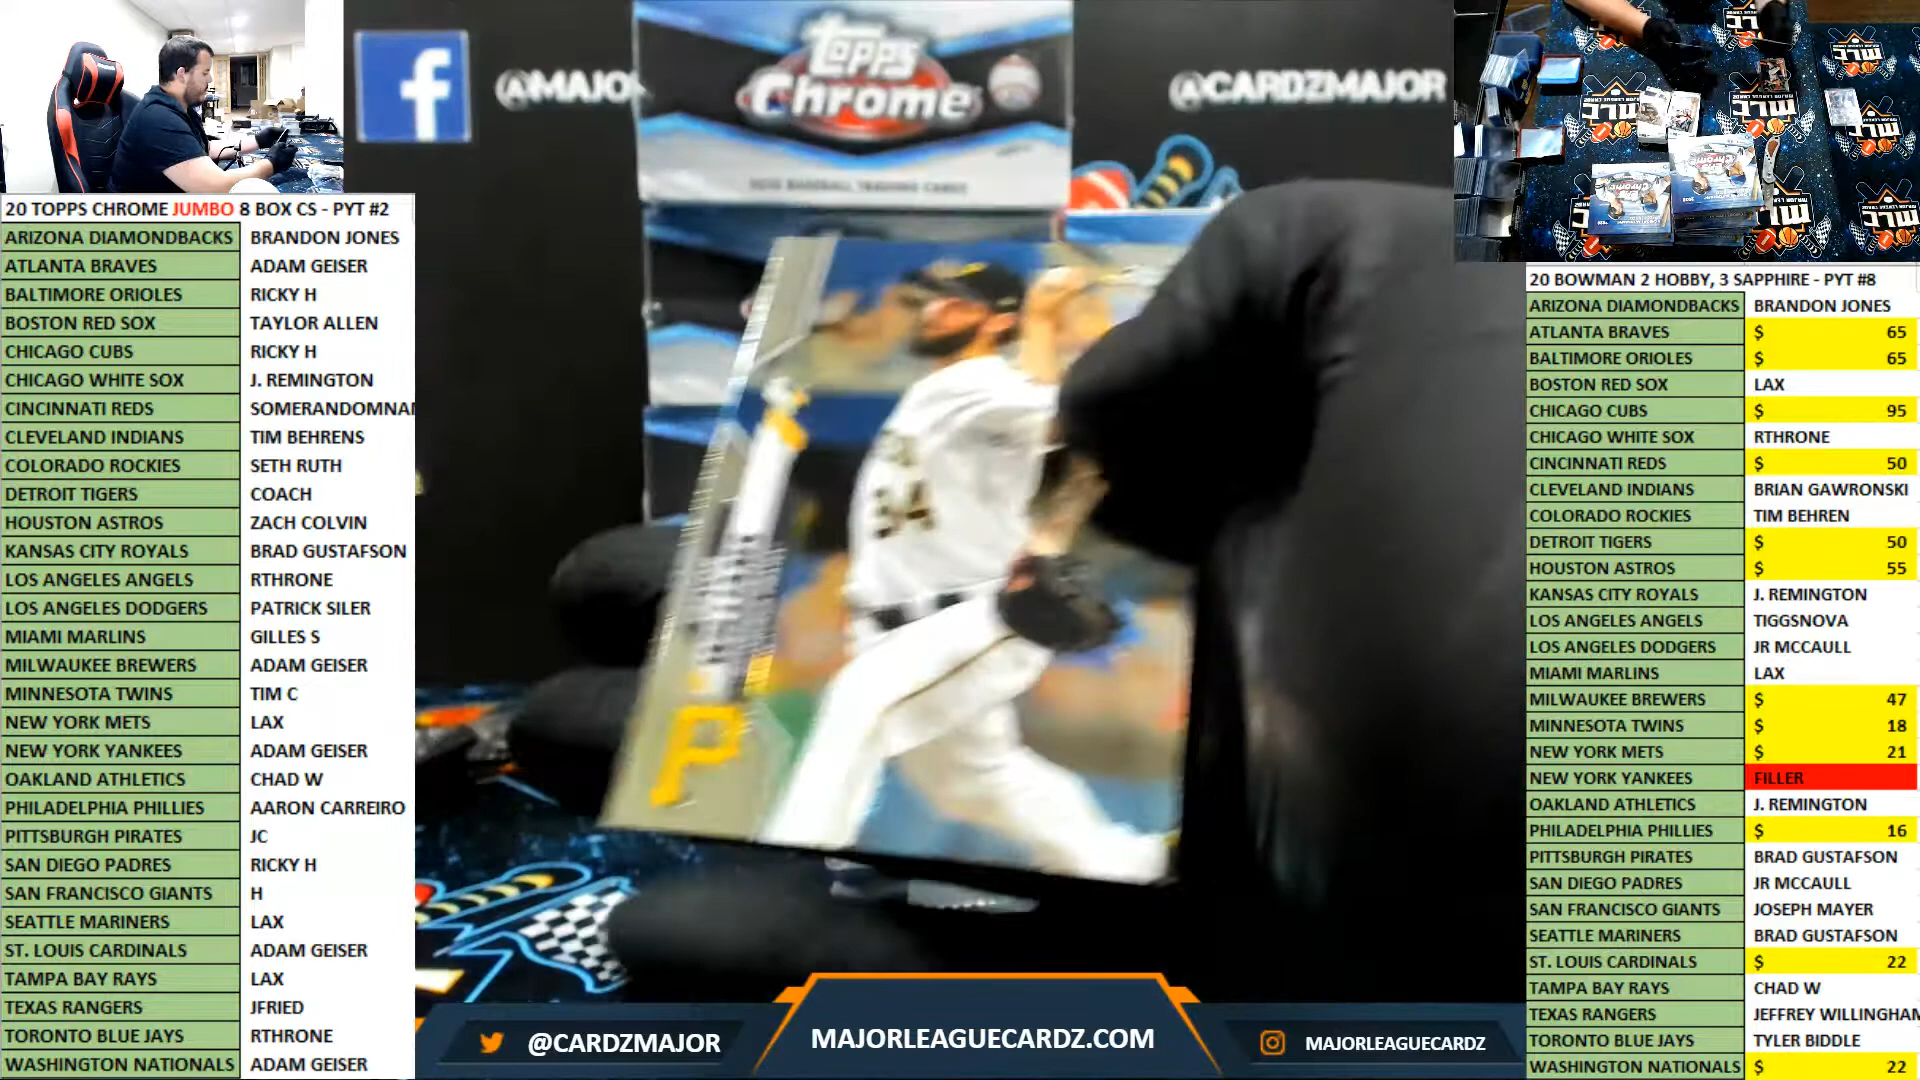 @MAJO
Topps
Chrome
@CARDZMAJOR
2020 BASEBALL TRADING CARDS
34
P
20 TOPPS CHROME JUMBO 8 BOX CS - PYT #2
ARIZONA DIAMONDBACKS BRANDON JONES
ATLANTA BRAVES ADAM GEISER
BALTIMORE ORIOLES RICKY H
BOSTON RED SOX TAYLOR ALLEN
CHICAGO CUBS RICKY H
CHICAGO WHITE SOX J. REMINGTON
CINCINNATI REDS SOMERANDOMNA
CLEVELAND INDIANS TIM BEHRENS
COLORADO ROCKIES SETH RUTH
DETROIT TIGERS COACH
HOUSTON ASTROS ZACH COLVIN
KANSAS CITY ROYALS BRAD GUSTAFSON
LOS ANGELES ANGELS RTHRONE
LOS ANGELES DODGERS PATRICK SILER
MIAMI MARLINS GILLES S
MILWAUKEE BREWERS ADAM GEISER
MINNESOTA TWINS TIM C
NEW YORK METS LAX
NEW YORK YANKEES ADAM GEISER
OAKLAND ATHLETICS CHAD W
PHILADELPHIA PHILLIES AARON CARREIRO
PITTSBURGH PIRATES JC
SAN DIEGO PADRES RICKY H
SAN FRANCISCO GIANTS H
SEATTLE MARINERS LAX
ST. LOUIS CARDINALS ADAM GEISER
TAMPA BAY RAYS LAX
TEXAS RANGERS JFRIED
TORONTO BLUE JAYS RTHRONE
WASHINGTON NATIONALS ADAM GEISER
20 BOWMAN 2 HOBBY, 3 SAPPHIRE - PYT #8
ARIZONA DIAMONDBACKS BRANDON JONES
ATLANTA BRAVES $ 65
BALTIMORE ORIOLES $ 65
BOSTON RED SOX LAX
CHICAGO CUBS $ 95
CHICAGO WHITE SOX RTHRONE
CINCINNATI REDS $ 50
CLEVELAND INDIANS BRIAN GAWRONSKI
COLORADO ROCKIES TIM BEHREN
DETROIT TIGERS $ 50
HOUSTON ASTROS $ 55
KANSAS CITY ROYALS J. REMINGTON
LOS ANGELES ANGELS TIGGSNOVA
LOS ANGELES DODGERS JR MCCAULL
MIAMI MARLINS LAX
MILWAUKEE BREWERS $ 47
MINNESOTA TWINS $ 18
NEW YORK METS $ 21
NEW YORK YANKEES FILLER
OAKLAND ATHLETICS J. REMINGTON
PHILADELPHIA PHILLIES $ 16
PITTSBURGH PIRATES BRAD GUSTAFSON
SAN DIEGO PADRES JR MCCAULL
SAN FRANCISCO GIANTS JOSEPH MAYER
SEATTLE MARINERS BRAD GUSTAFSON
ST. LOUIS CARDINALS $ 22
TAMPA BAY RAYS CHAD W
TEXAS RANGERS JEFFREY WILLINGHAM
TORONTO BLUE JAYS TYLER BIDDLE
WASHINGTON NATIONALS $ 22
@CARDZMAJOR
MAJORLEAGUECARDZ.COM
MAJORLEAGUECARDZ